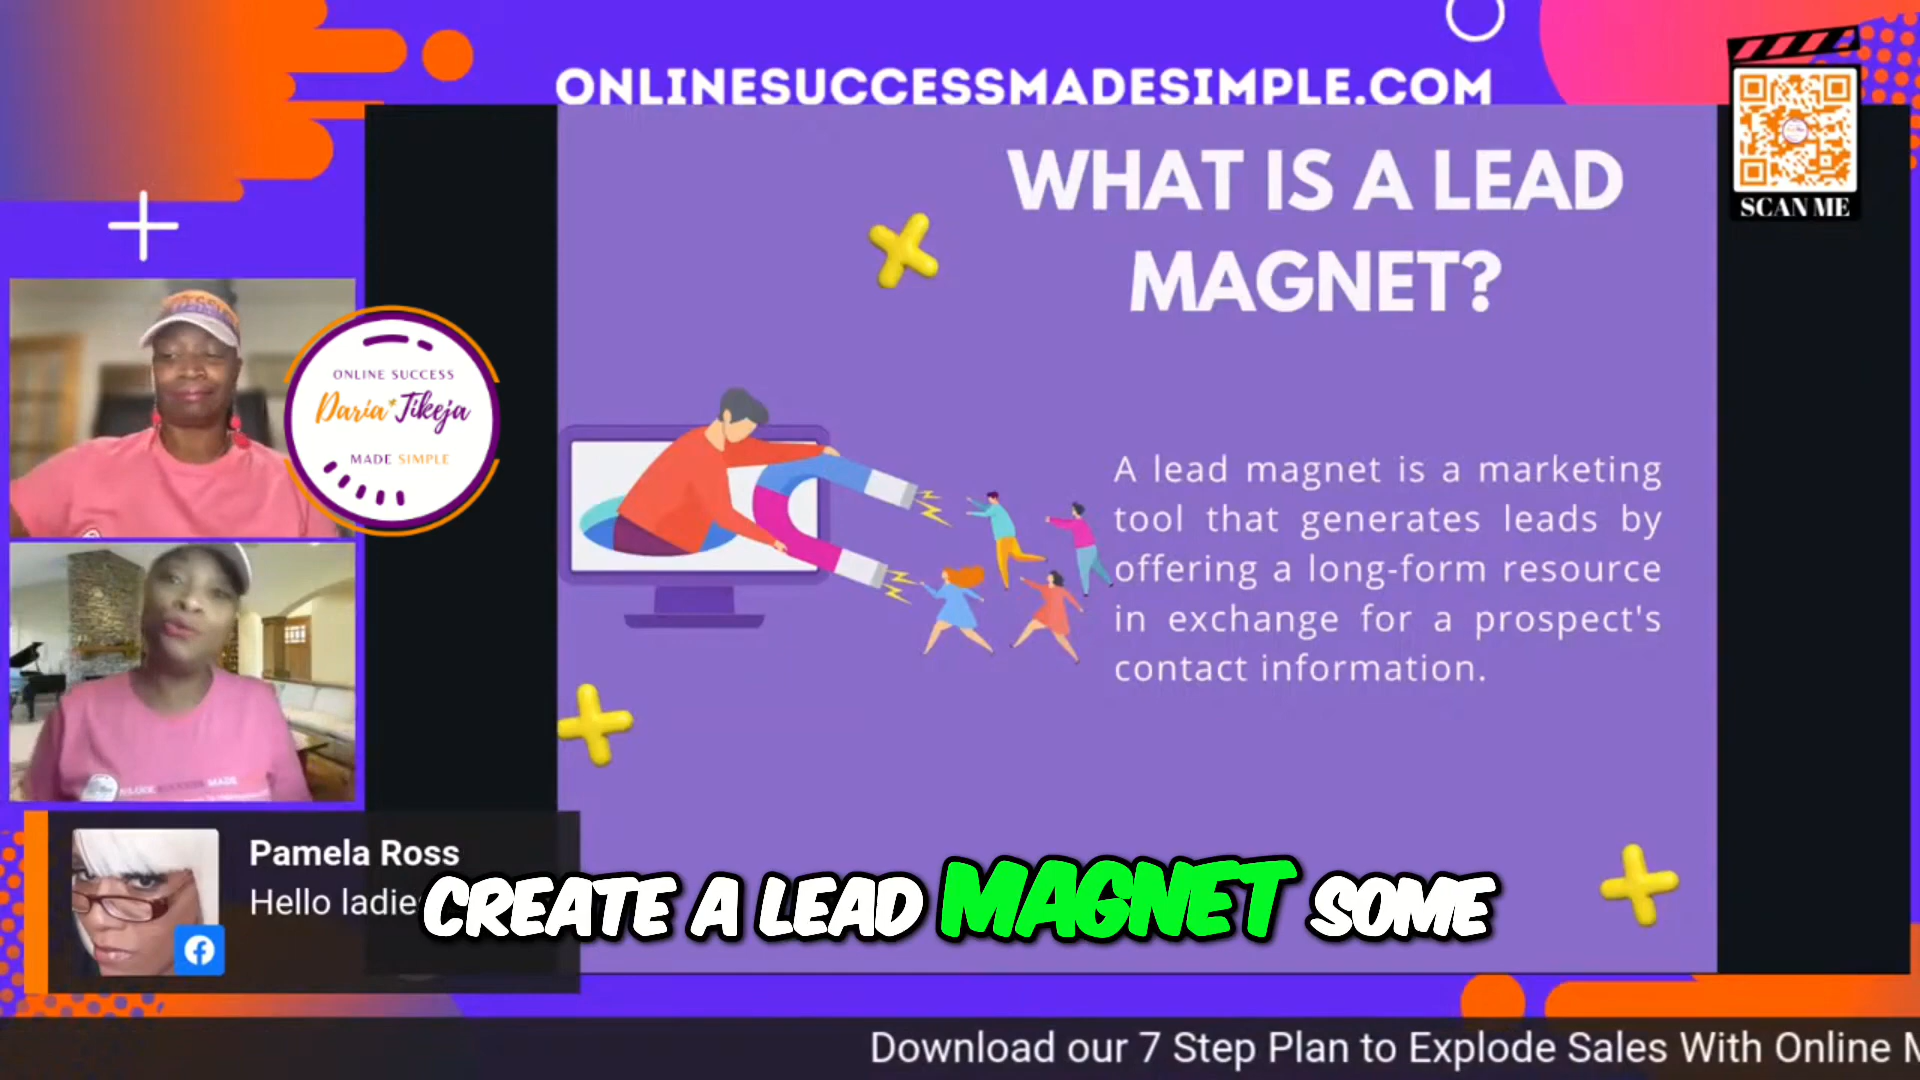 ONLINESUCCESSMADESIMPLE.COM
WHAT IS A LEAD
MAGNET?
SCAN ME
ONLINE SUCCESS
Daria*Tikeja
MADE SIMPLE
A lead magnet is a marketing
tool that generates leads by
offering a long-form resource
in exchange for a prospect's
contact information.
Pamela Ross
Hello ladie
CREATE A LEAD MAGNET SOME
Download our 7 Step Plan to Explode Sales With Online